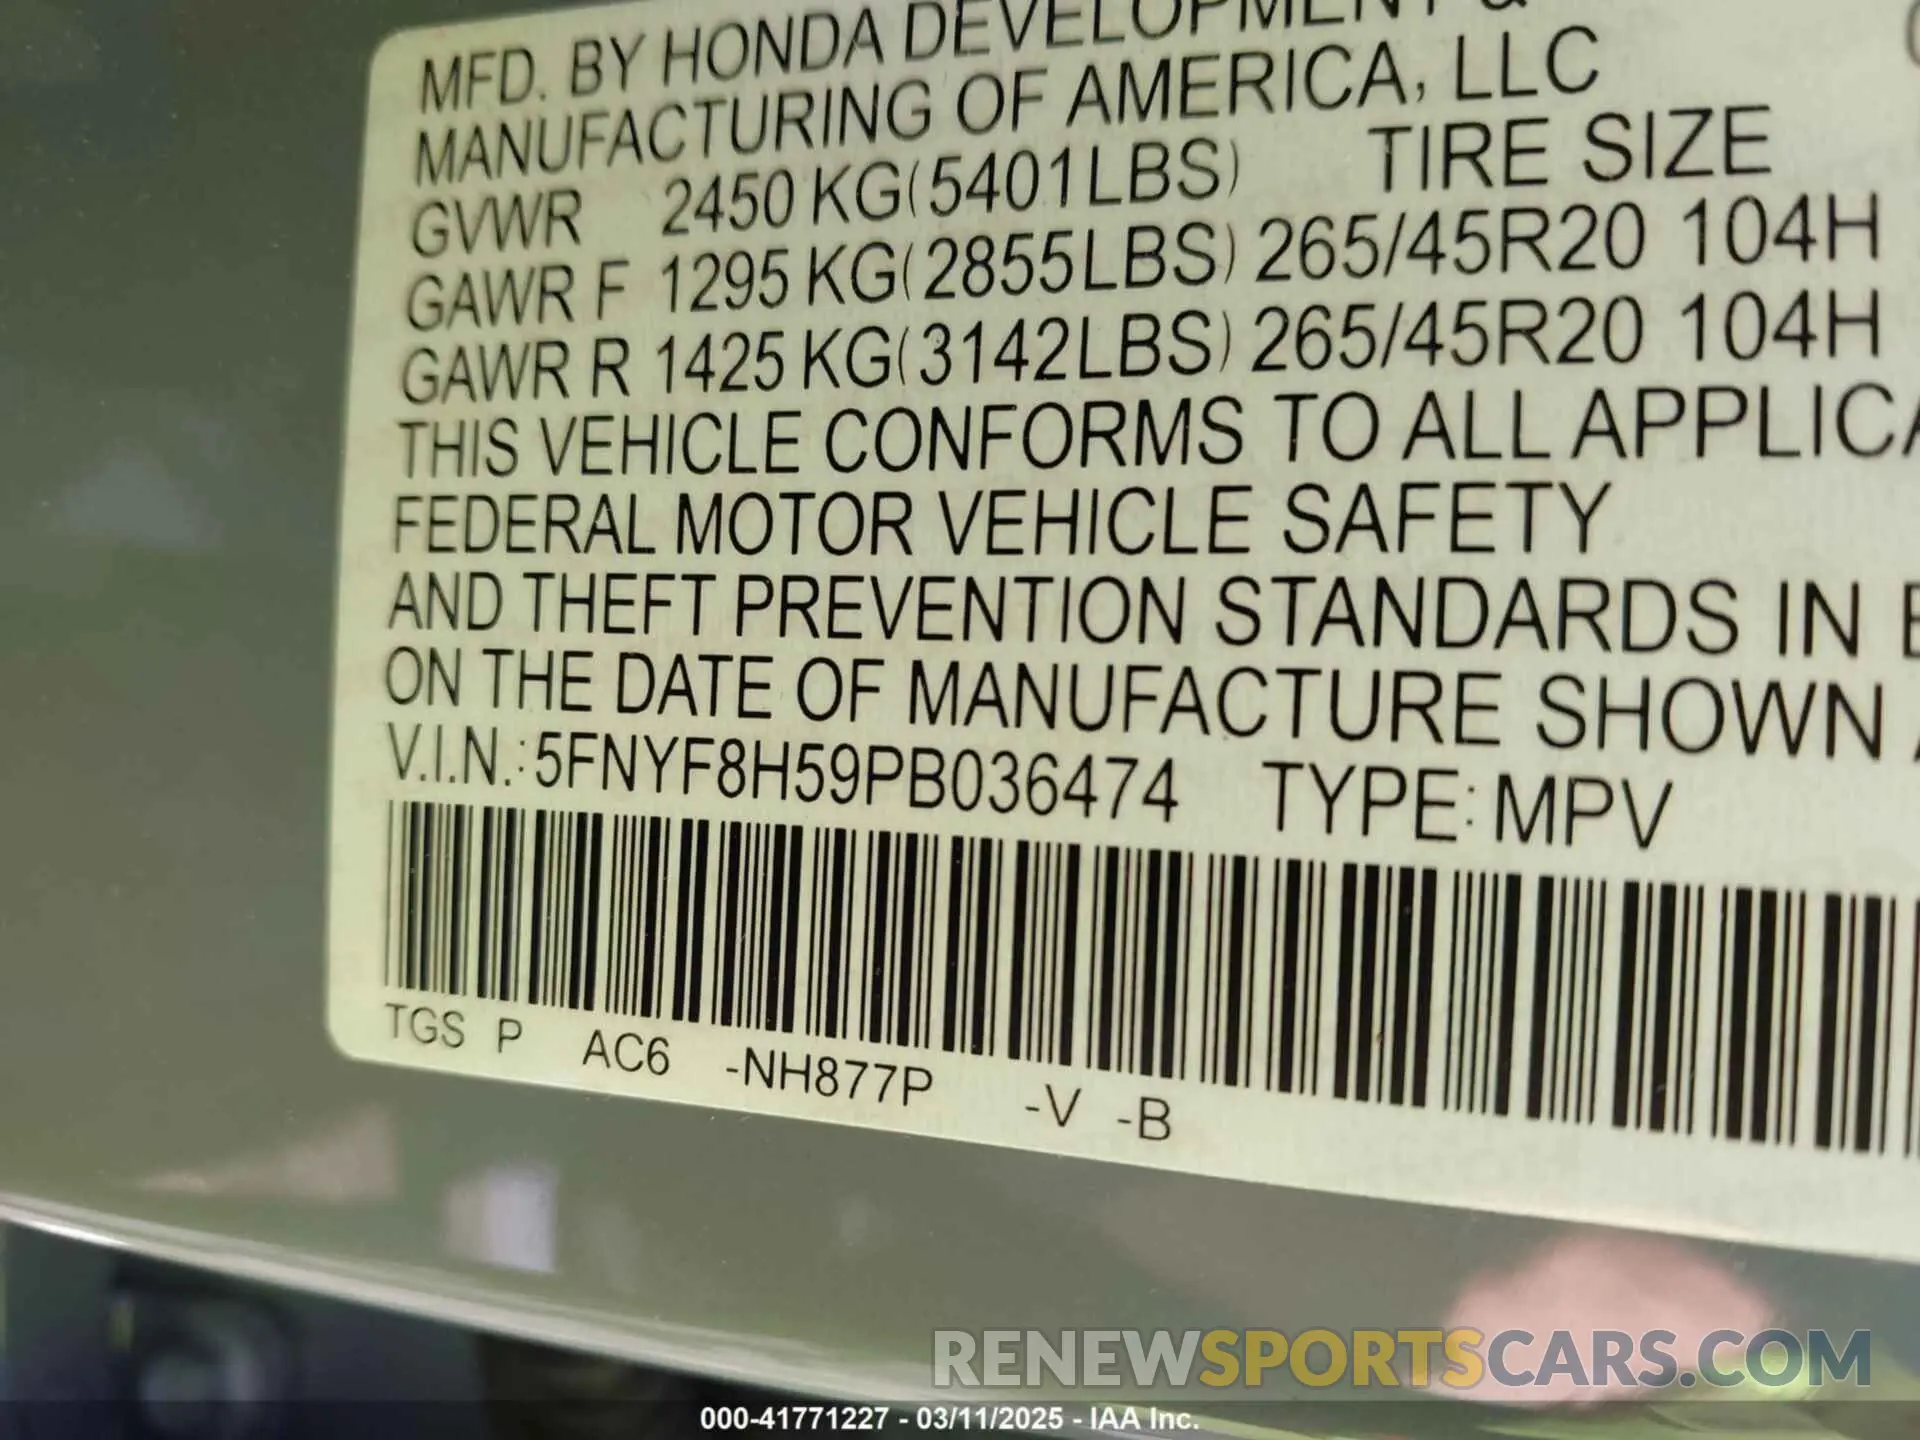 MFD. BY HONDA DEVELOPMENT &
MANUFACTURING OF AMERICA, LLC
GVWR 2450 KG(5401LBS) TIRE SIZE
GAWR F 1295 KG(2855LBS) 265/45R20 104H
GAWR R 1425 KG(3142LBS) 265/45R20 104H
THIS VEHICLE CONFORMS TO ALL APPLICA
FEDERAL MOTOR VEHICLE SAFETY
AND THEFT PREVENTION STANDARDS IN E
ON THE DATE OF MANUFACTURE SHOWN A
V.I.N.:5FNYF8H59PB036474 TYPE:MPV
TGS P AC6 -NH877P -V -B
RENEWSPORTSCARS.COM
000-41771227 - 03/11/2025 - IAA Inc.